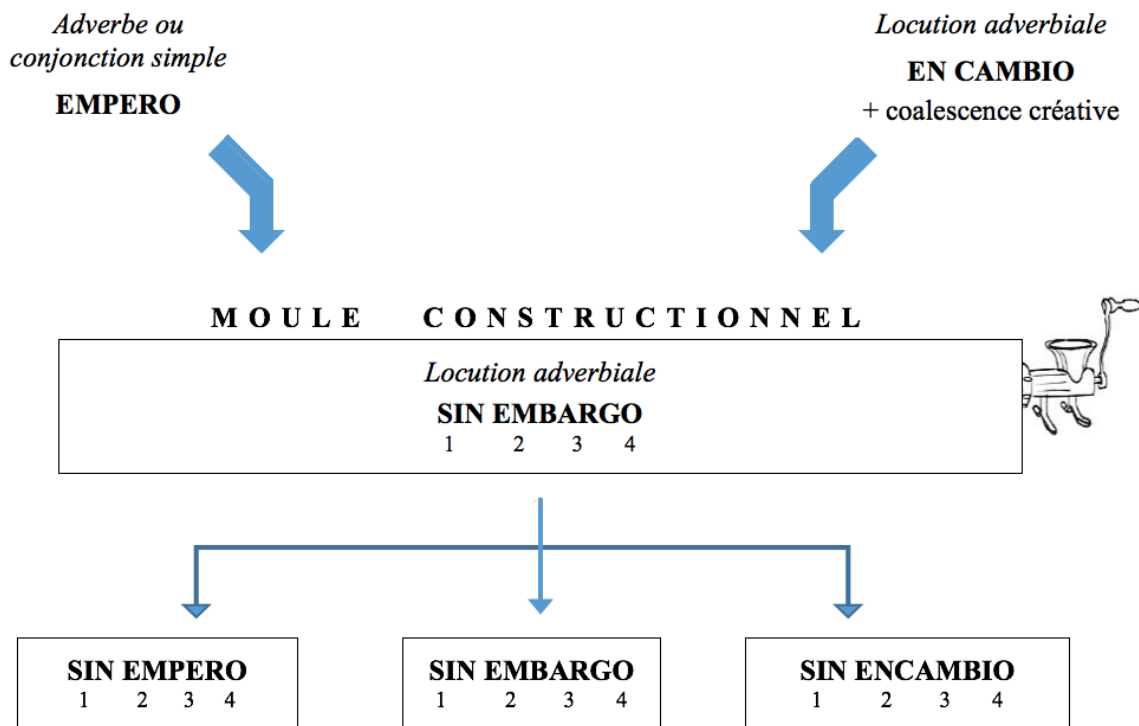 Adverbe ou
conjonction simple
EMPERO
Locution adverbiale
EN CAMBIO
+ coalescence créative
MOULE CONSTRUCTIONNEL
Locution adverbiale
SIN EMBARGO
1 2 3 4
SIN EMPERO
1 2 3 4
SIN EMBARGO
1 2 3 4
SIN ENCAMBIO
1 2 3 4